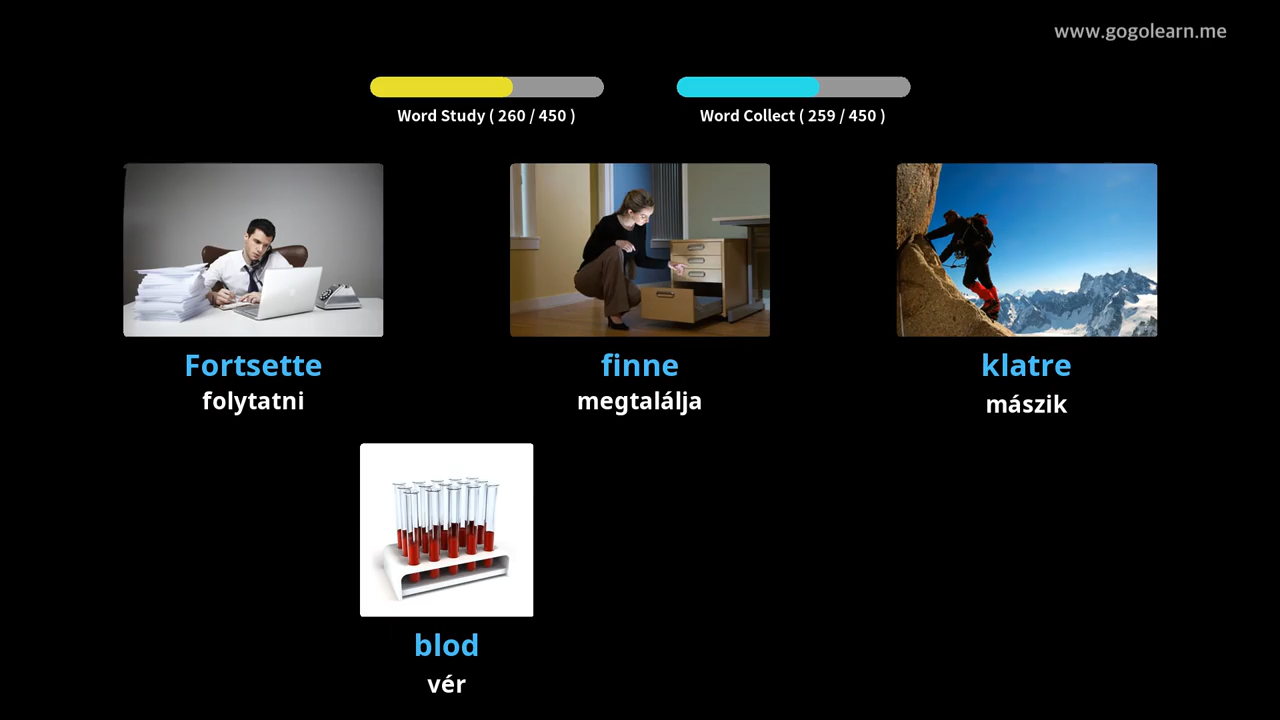 www.gogolearn.me
Word Study ( 260 / 450 )
Word Collect ( 259 / 450 )
Fortsette
folytatni
finne
megtalálja
klatre
mászik
blod
vér